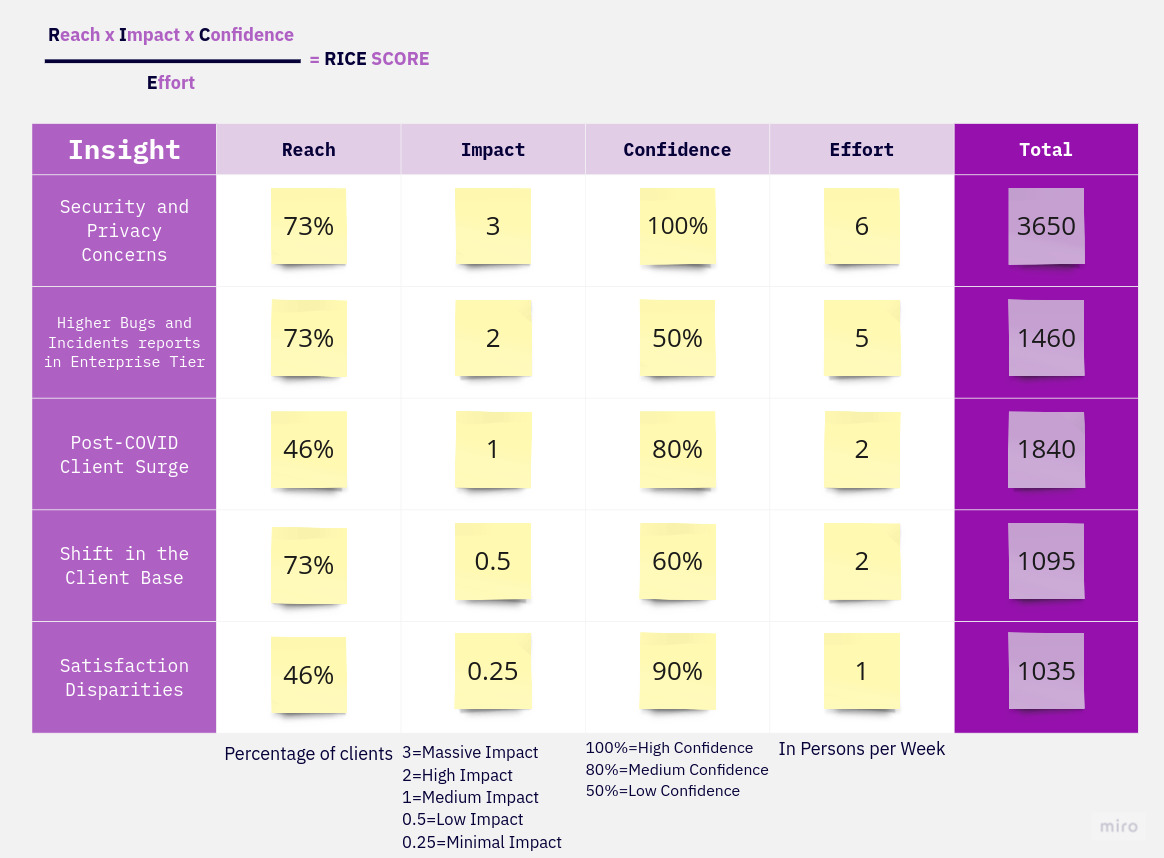 Reach x Impact x Confidence
= RICE SCORE
Effort
Insight Reach Impact Confidence Effort Total
Security and
Privacy
Concerns
73% 3 100% 6 3650
Higher Bugs and
Incidents reports
in Enterprise Tier
73% 2 50% 5 1460
Post-COVID
Client Surge
46% 1 80% 2 1840
Shift in the
Client Base
73% 0.5 60% 2 1095
Satisfaction
Disparities
46% 0.25 90% 1 1035
Percentage of clients
3=Massive Impact
2=High Impact
1=Medium Impact
0.5=Low Impact
0.25=Minimal Impact
100%=High Confidence
80%=Medium Confidence
50%=Low Confidence
In Persons per Week
miro